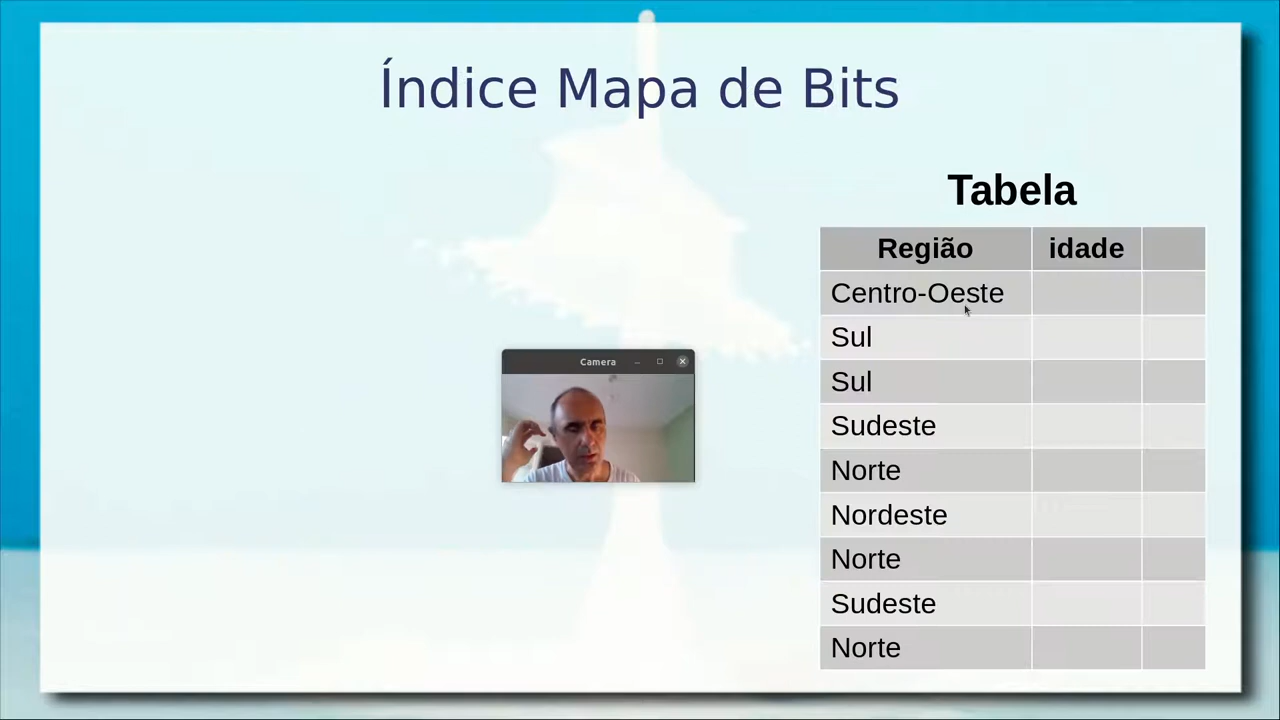 Índice Mapa de Bits
Tabela
Região idade
Centro-Oeste
Sul
Sul
Sudeste
Norte
Nordeste
Norte
Sudeste
Norte
Camera